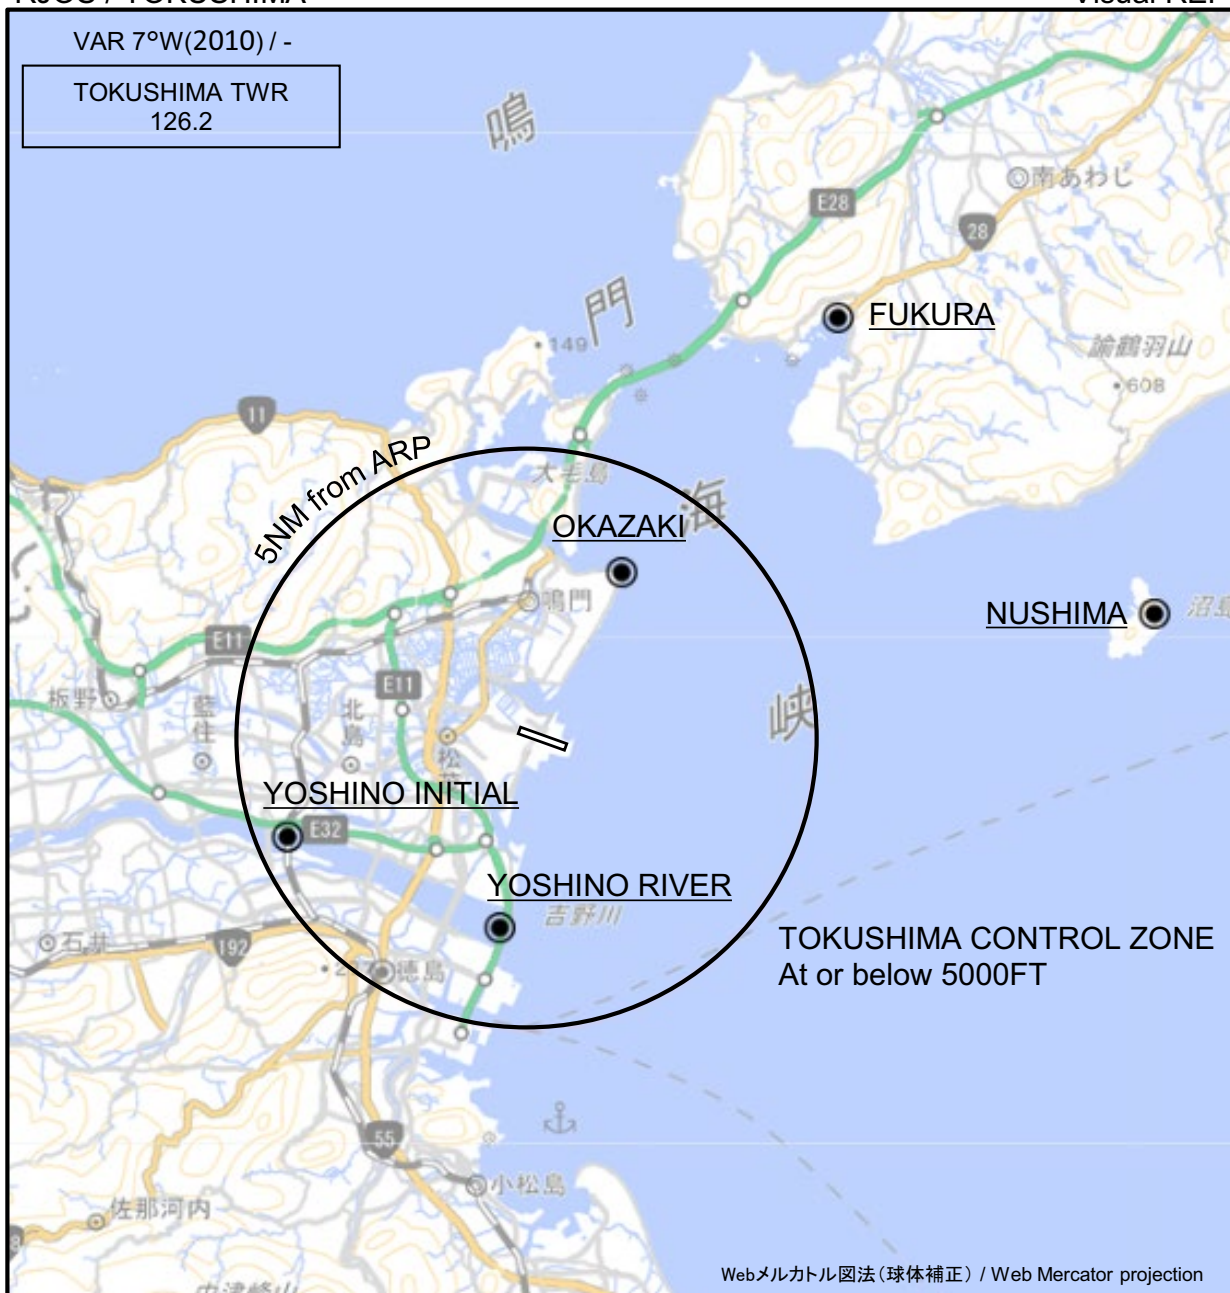 VAR 7°W(2010) / -
TOKUSHIMA TWR
126.2
鳴
南あわじ
E28
28
門
FUKURA
149
諭鶴羽山
608
11
5NM from ARP
大毛島
海
OKAZAKI
鳴門
NUSHIMA
E11
E11
板野
藍住
北島
峡
YOSHINO INITIAL
E32
YOSHINO RIVER
吉野川
石井
192
徳島
TOKUSHIMA CONTROL ZONE
At or below 5000FT
55
小松島
佐那河内
Webメルカトル図法(球体補正) / Web Mercator projection